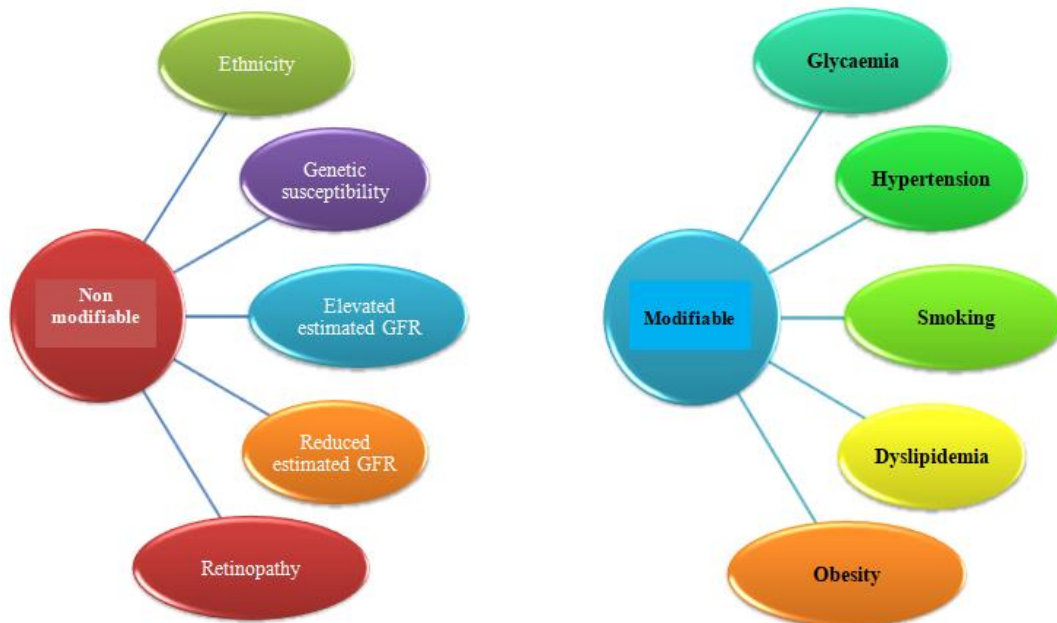 Non
modifiable
Ethnicity
Genetic
susceptibility
Elevated
estimated GFR
Reduced
estimated GFR
Retinopathy
Modifiable
Glycaemia
Hypertension
Smoking
Dyslipidemia
Obesity